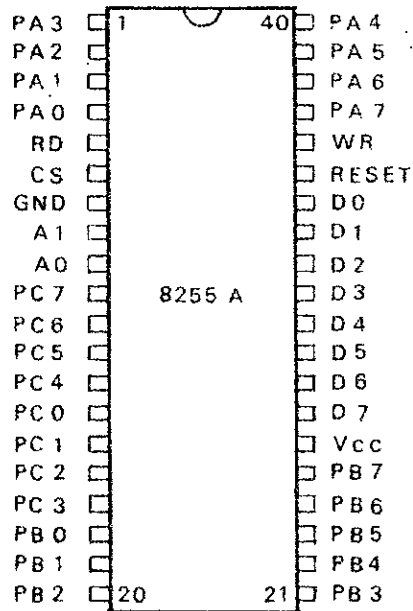 PA3 1 40 PA4
PA2 PA5
PA1 PA6
PA0 PA7
RD WR
CS RESET
GND D0
A1 D1
A0 D2
PC7 8255 A D3
PC6 D4
PC5 D5
PC4 D6
PC0 D7
PC1 Vcc
PC2 PB7
PC3 PB6
PB0 PB5
PB1 PB4
PB2 20 21 PB3